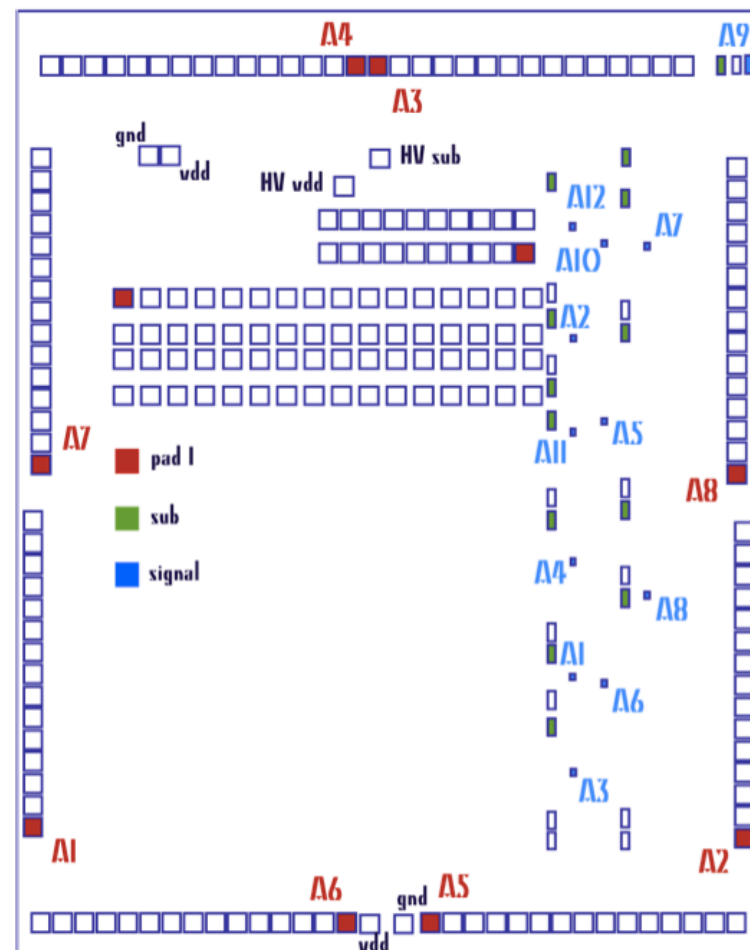 A4
A9
A3
gnd
vdd
HV sub
HV vdd
A12
A7
A10
A2
A5
A11
A7
pad 1
A8
sub
signal
A4
A8
A1
A6
A3
A1
A2
A6
gnd
A5
vdd